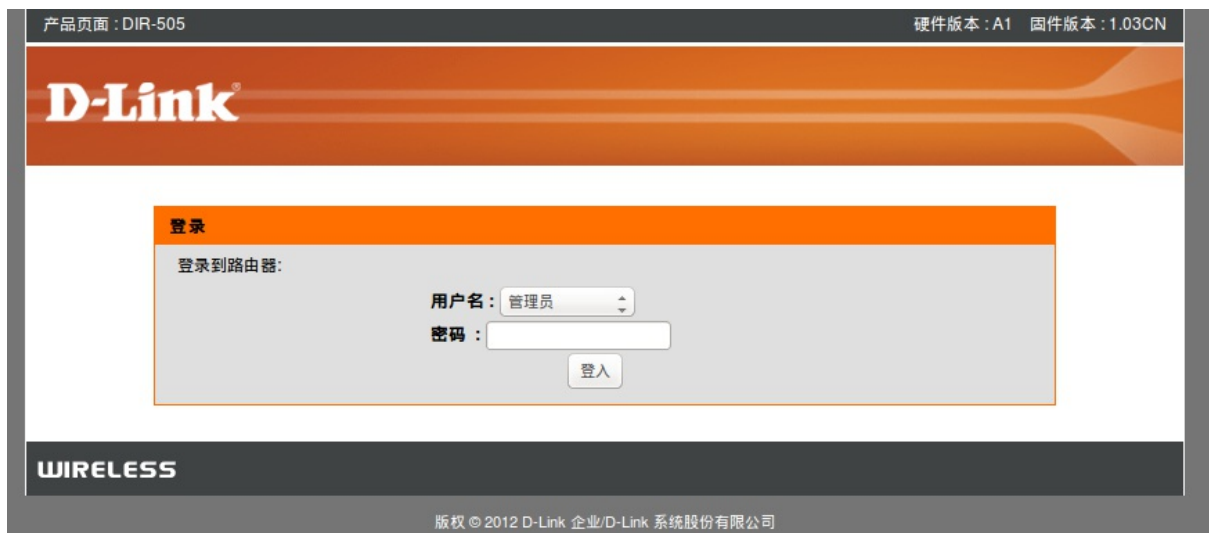 产品页面 : DIR-505 硬件版本 : A1 固件版本 : 1.03CN
D-Link®
登录
登录到路由器:
用户名 : 管理员
密码 :
登入
WIRELESS
版权 © 2012 D-Link 企业/D-Link 系统股份有限公司